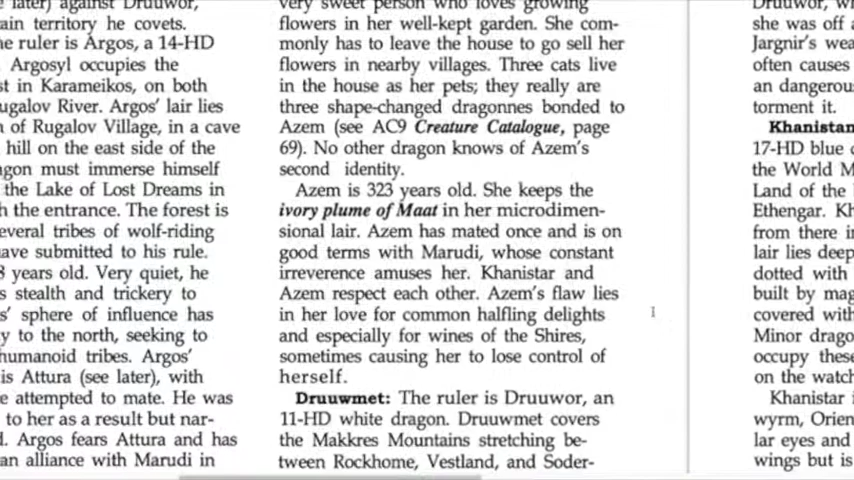 later) against Druuwor,
ain territory he covets.
he ruler is Argos, a 14-HD
. Argosyl occupies the
st in Karameikos, on both
ugalov River. Argos' lair lies
n of Rugalov Village, in a cave
hill on the east side of the
agon must immerse himself
the Lake of Lost Dreams in
h the entrance. The forest is
everal tribes of wolf-riding
ave submitted to his rule.
8 years old. Very quiet, he
s stealth and trickery to
s' sphere of influence has
y to the north, seeking to
humanoid tribes. Argos'
is Attura (see later), with
e attempted to mate. He was
to her as a result but nar-
d. Argos fears Attura and has
an alliance with Marudi in
very sweet person who loves growing
flowers in her well-kept garden. She com-
monly has to leave the house to go sell her
flowers in nearby villages. Three cats live
in the house as her pets; they really are
three shape-changed dragonnes bonded to
Azem (see AC9 Creature Catalogue, page
69). No other dragon knows of Azem's
second identity.
Azem is 323 years old. She keeps the
ivory plume of Maat in her microdimen-
sional lair. Azem has mated once and is on
good terms with Marudi, whose constant
irreverence amuses her. Khanistar and
Azem respect each other. Azem's flaw lies
in her love for common halfling delights
and especially for wines of the Shires,
sometimes causing her to lose control of
herself.
Druuwmet: The ruler is Druuwor, an
11-HD white dragon. Druuwmet covers
the Makkres Mountains stretching be-
tween Rockhome, Vestland, and Soder-
Druuwor, wh
she was off a
Jargnir's wea
often causes
an dangerous
torment it.
Khanistan
17-HD blue d
the World M
Land of the
Ethengar. Kh
from there in
lair lies deep
dotted with
built by mag
covered with
Minor drago
occupy these
on the watch
Khanistar i
wyrm, Orien
lar eyes and
wings but is